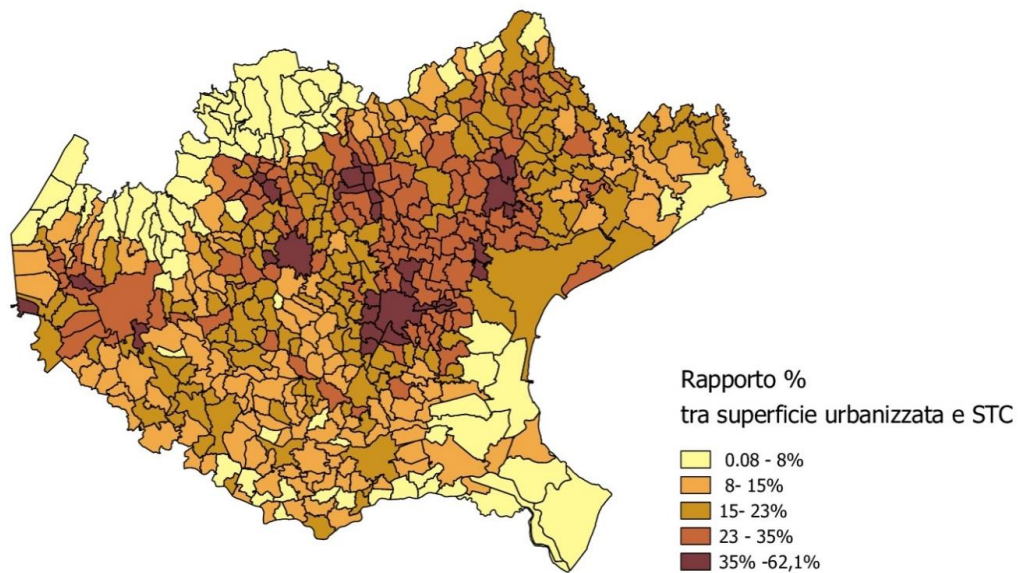 Rapporto %
tra superficie urbanizzata e STC
0.08 - 8%
8- 15%
15- 23%
23 - 35%
35% -62,1%